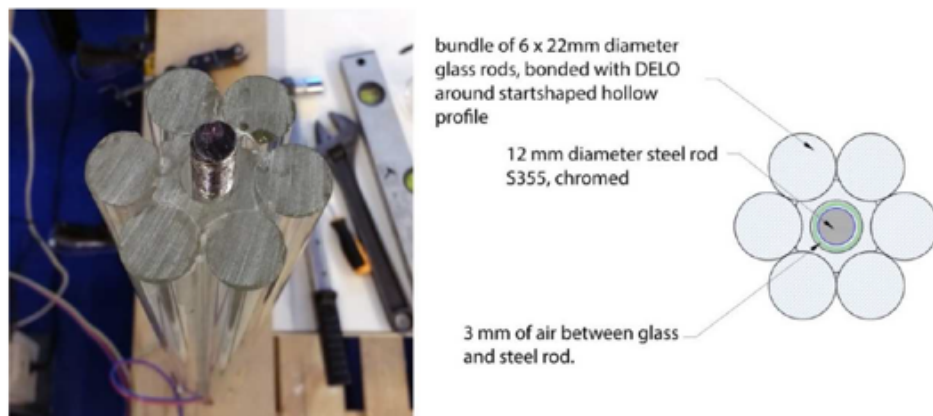 bundle of 6 x 22mm diameter
glass rods, bonded with DELO
around startshaped hollow
profile
12 mm diameter steel rod
S355, chromed
3 mm of air between glass
and steel rod.